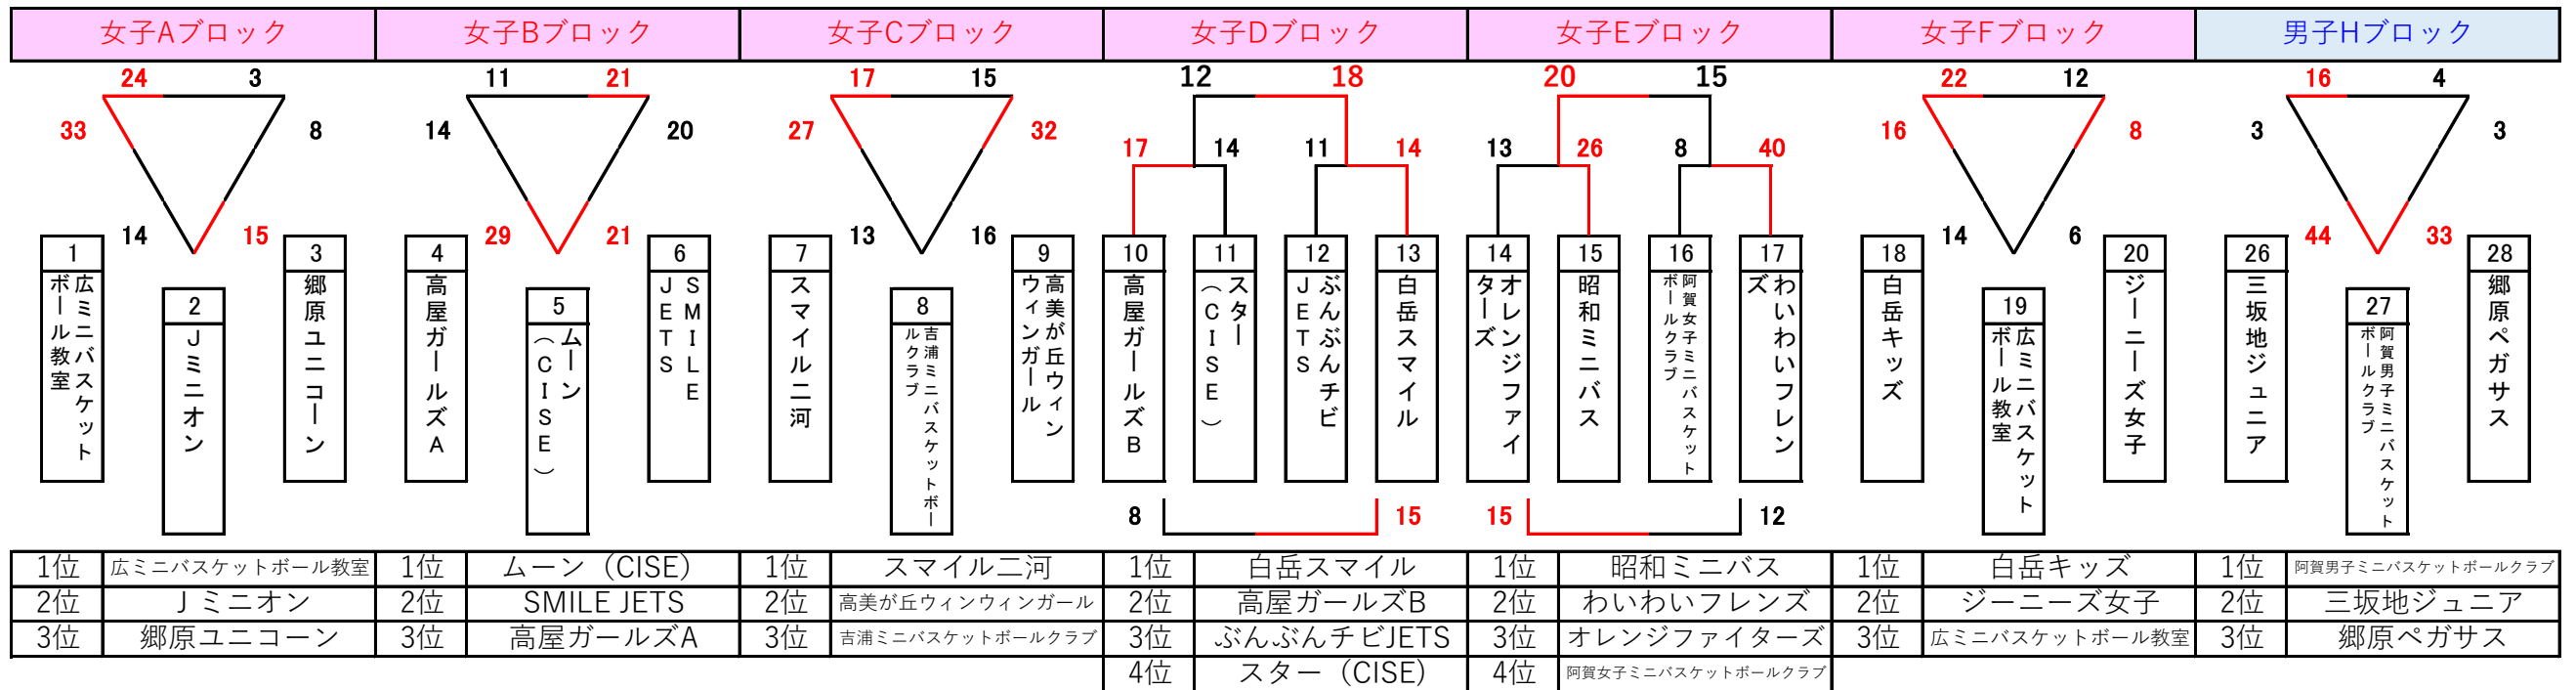 女子Aブロック 女子Bブロック 女子Cブロック 女子Dブロック 女子Eブロック 女子Fブロック 男子Hブロック
24 3 11 21 17 15 12 18 20 15 22 12 16 4
33 8 14 20 27 32 17 14 11 14 13 26 8 40 16 8 3 3
14 15 29 21 13 16 14 6 44 33
1 広ミニバスケットボール教室
2 Jミニオン
3 郷原ユニコーン
4 高屋ガールズA
5 ムーン（CISE）
6 SMILE JETS
7 スマイル二河
8 吉浦ミニバスケットボールクラブ
9 高美が丘ウィンウィンガール
10 高屋ガールズB
11 スター（CISE）
12 ぶんぶんチビJETS
13 白岳スマイル
14 オレンジファイターズ
15 昭和ミニバス
16 阿賀女子ミニバスケットボールクラブ
17 わいわいフレンズ
18 白岳キッズ
19 広ミニバスケットボール教室
20 ジーニーズ女子
26 三坂地ジュニア
27 阿賀男子ミニバスケットボールクラブ
28 郷原ペガサス
8 15 15 12
1位 広ミニバスケットボール教室 1位 ムーン（CISE） 1位 スマイル二河 1位 白岳スマイル 1位 昭和ミニバス 1位 白岳キッズ 1位 阿賀男子ミニバスケットボールクラブ
2位 Jミニオン 2位 SMILE JETS 2位 高美が丘ウィンウィンガール 2位 高屋ガールズB 2位 わいわいフレンズ 2位 ジーニーズ女子 2位 三坂地ジュニア
3位 郷原ユニコーン 3位 高屋ガールズA 3位 吉浦ミニバスケットボールクラブ 3位 ぶんぶんチビJETS 3位 オレンジファイターズ 3位 広ミニバスケットボール教室 3位 郷原ペガサス
4位 スター（CISE） 4位 阿賀女子ミニバスケットボールクラブ